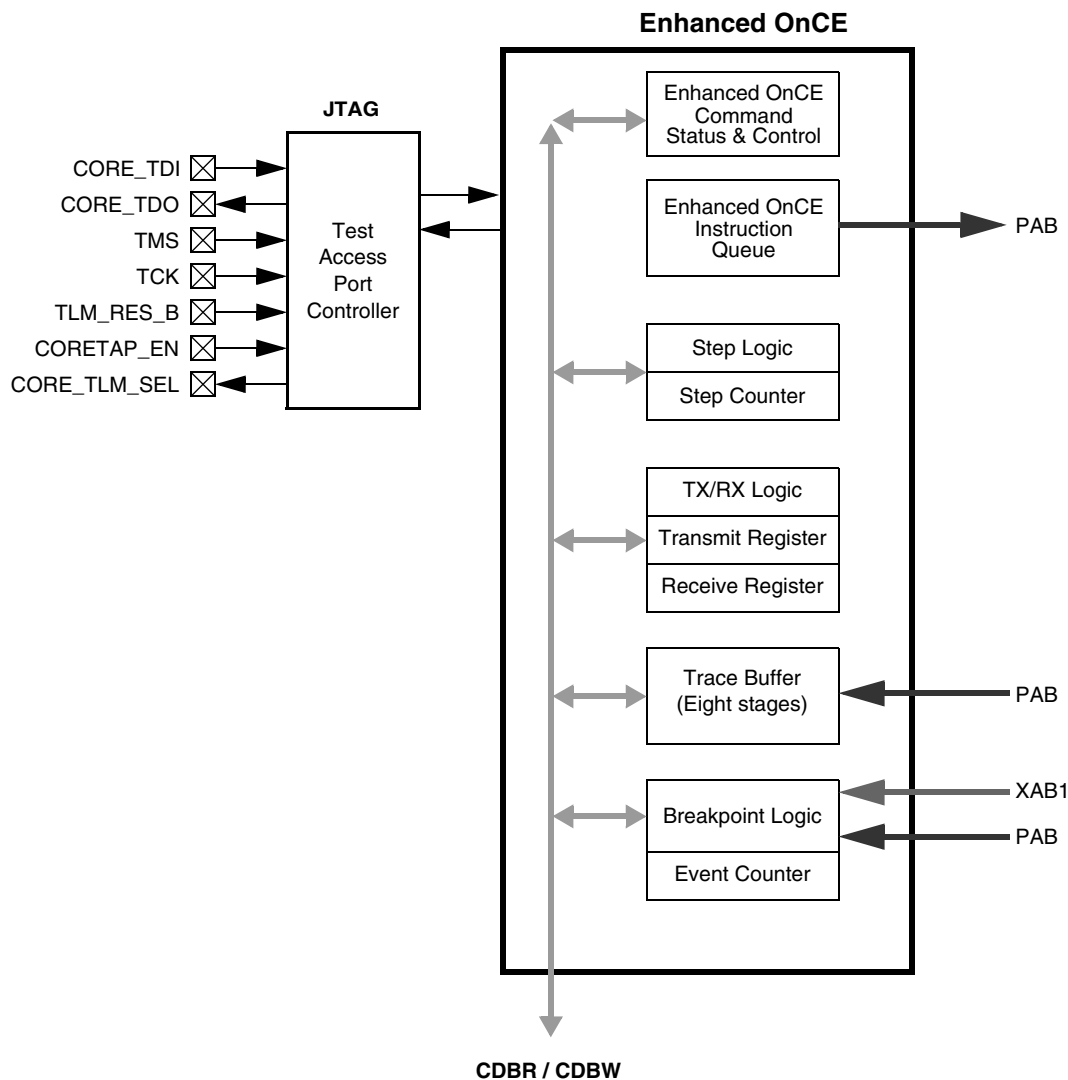 Enhanced OnCE
JTAG
CORE_TDI
CORE_TDO
TMS
TCK
TLM_RES_B
CORETAP_EN
CORE_TLM_SEL
Test
Access
Port
Controller
Enhanced OnCE
Command
Status & Control
Enhanced OnCE
Instruction
Queue
PAB
Step Logic
Step Counter
TX/RX Logic
Transmit Register
Receive Register
Trace Buffer
(Eight stages)
PAB
Breakpoint Logic
Event Counter
XAB1
PAB
CDBR / CDBW